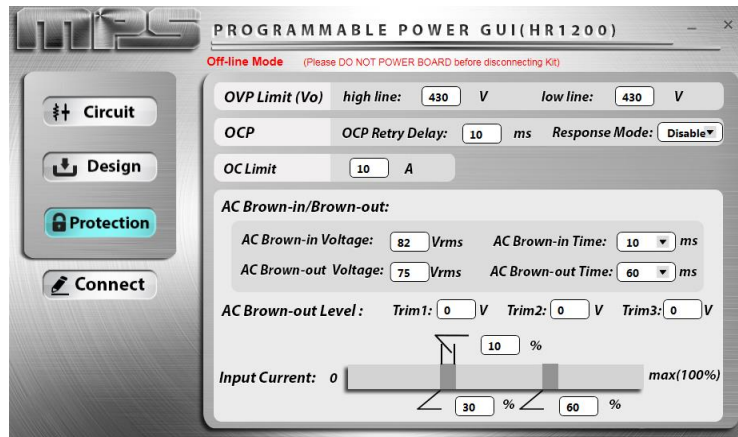 mps
PROGRAMMABLE POWER GUI(HR1200)
Off-line Mode (Please DO NOT POWER BOARD before disconnecting Kit)
Circuit
Design
Protection
Connect
OVP Limit (Vo) high line: 430 V low line: 430 V
OCP OCP Retry Delay: 10 ms Response Mode: Disable
OC Limit 10 A
AC Brown-in/Brown-out:
AC Brown-in Voltage: 82 Vrms AC Brown-in Time: 10 ms
AC Brown-out Voltage: 75 Vrms AC Brown-out Time: 60 ms
AC Brown-out Level : Trim1: 0 V Trim2: 0 V Trim3: 0 V
10 %
Input Current: 0 max(100%)
30 % 60 %